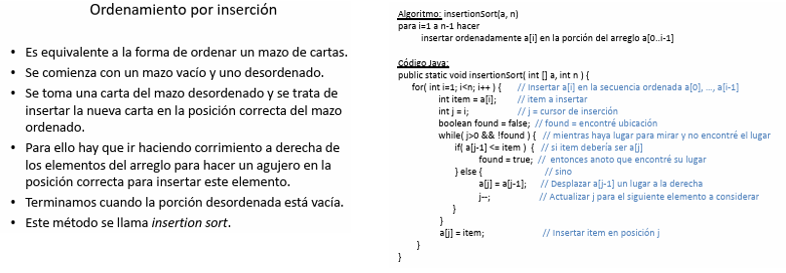 Ordenamiento por inserción
• Es equivalente a la forma de ordenar un mazo de cartas.
• Se comienza con un mazo vacío y uno desordenado.
• Se toma una carta del mazo desordenado y se trata de
insertar la nueva carta en la posición correcta del mazo
ordenado.
• Para ello hay que ir haciendo corrimiento a derecha de
los elementos del arreglo para hacer un agujero en la
posición correcta para insertar este elemento.
• Terminamos cuando la porción desordenada está vacía.
• Este método se llama insertion sort.
Algoritmo: insertionSort(a, n)
para i=1 a n-1 hacer
insertar ordenadamente a[i] en la porción del arreglo a[0..i-1]
Código Java:
public static void insertionSort( int [] a, int n ) {
for( int i=1; i<n; i++ ) { // Insertar a[i] en la secuencia ordenada a[0], ..., a[i-1]
int item = a[i]; // item a insertar
int j = i; // j = cursor de inserción
boolean found = false; // found = encontré ubicación
while( j>0 && !found ) { // mientras haya lugar para mirar y no encontré el lugar
if( a[j-1] <= item ) { // si item debería ser a[j]
found = true; // entonces anoto que encontré su lugar
} else { // sino
a[j] = a[j-1]; // Desplazar a[j-1] un lugar a la derecha
j--; // Actualizar j para el siguiente elemento a considerar
}
}
a[j] = item; // Insertar item en posición j
}
}